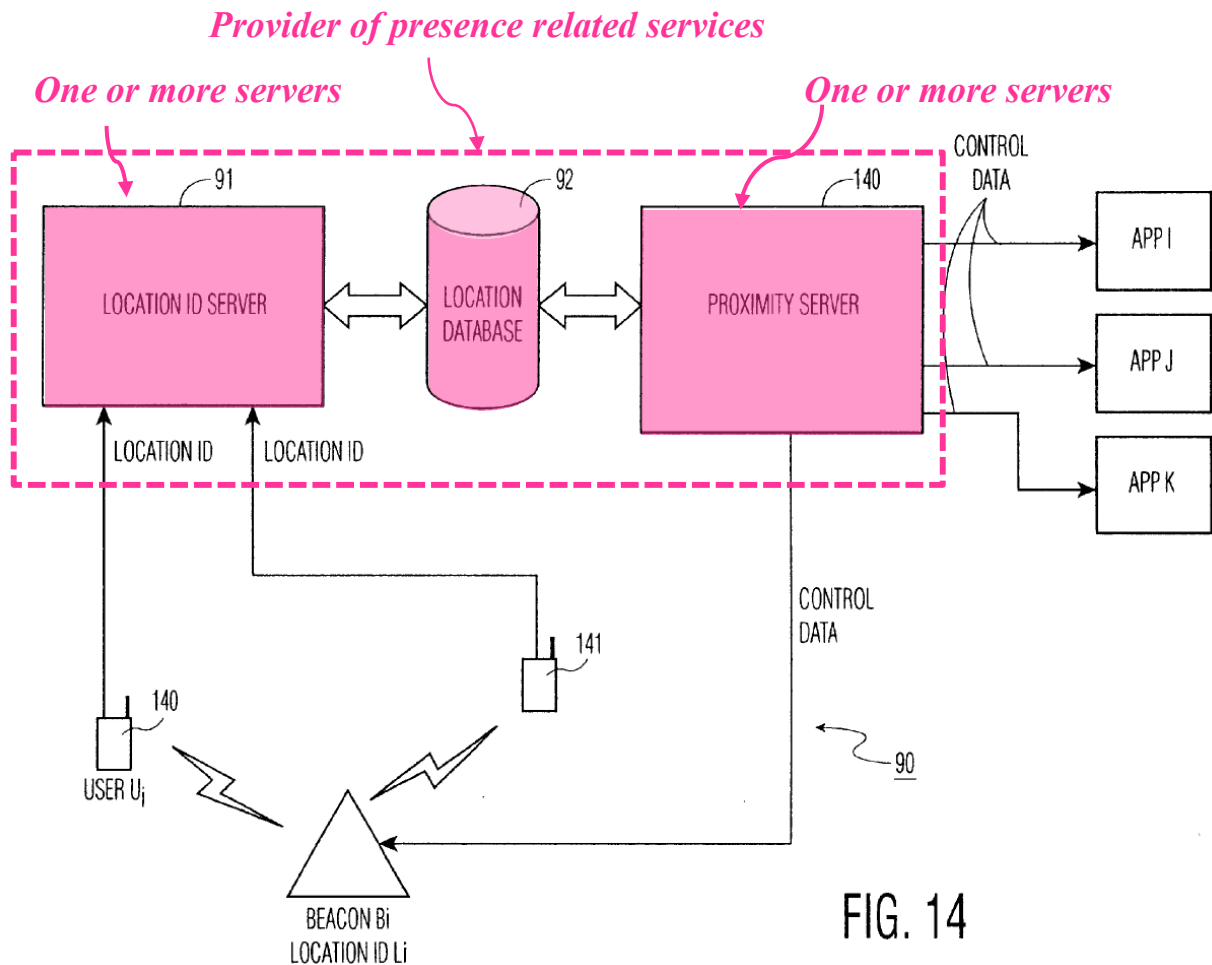 Provider of presence related services
One or more servers
One or more servers
91
92
140
CONTROL
DATA
LOCATION ID SERVER
LOCATION
DATABASE
PROXIMITY SERVER
APP I
APP J
APP K
LOCATION ID
LOCATION ID
CONTROL
DATA
140
141
USER Ui
90
BEACON Bi
LOCATION ID Li
FIG. 14